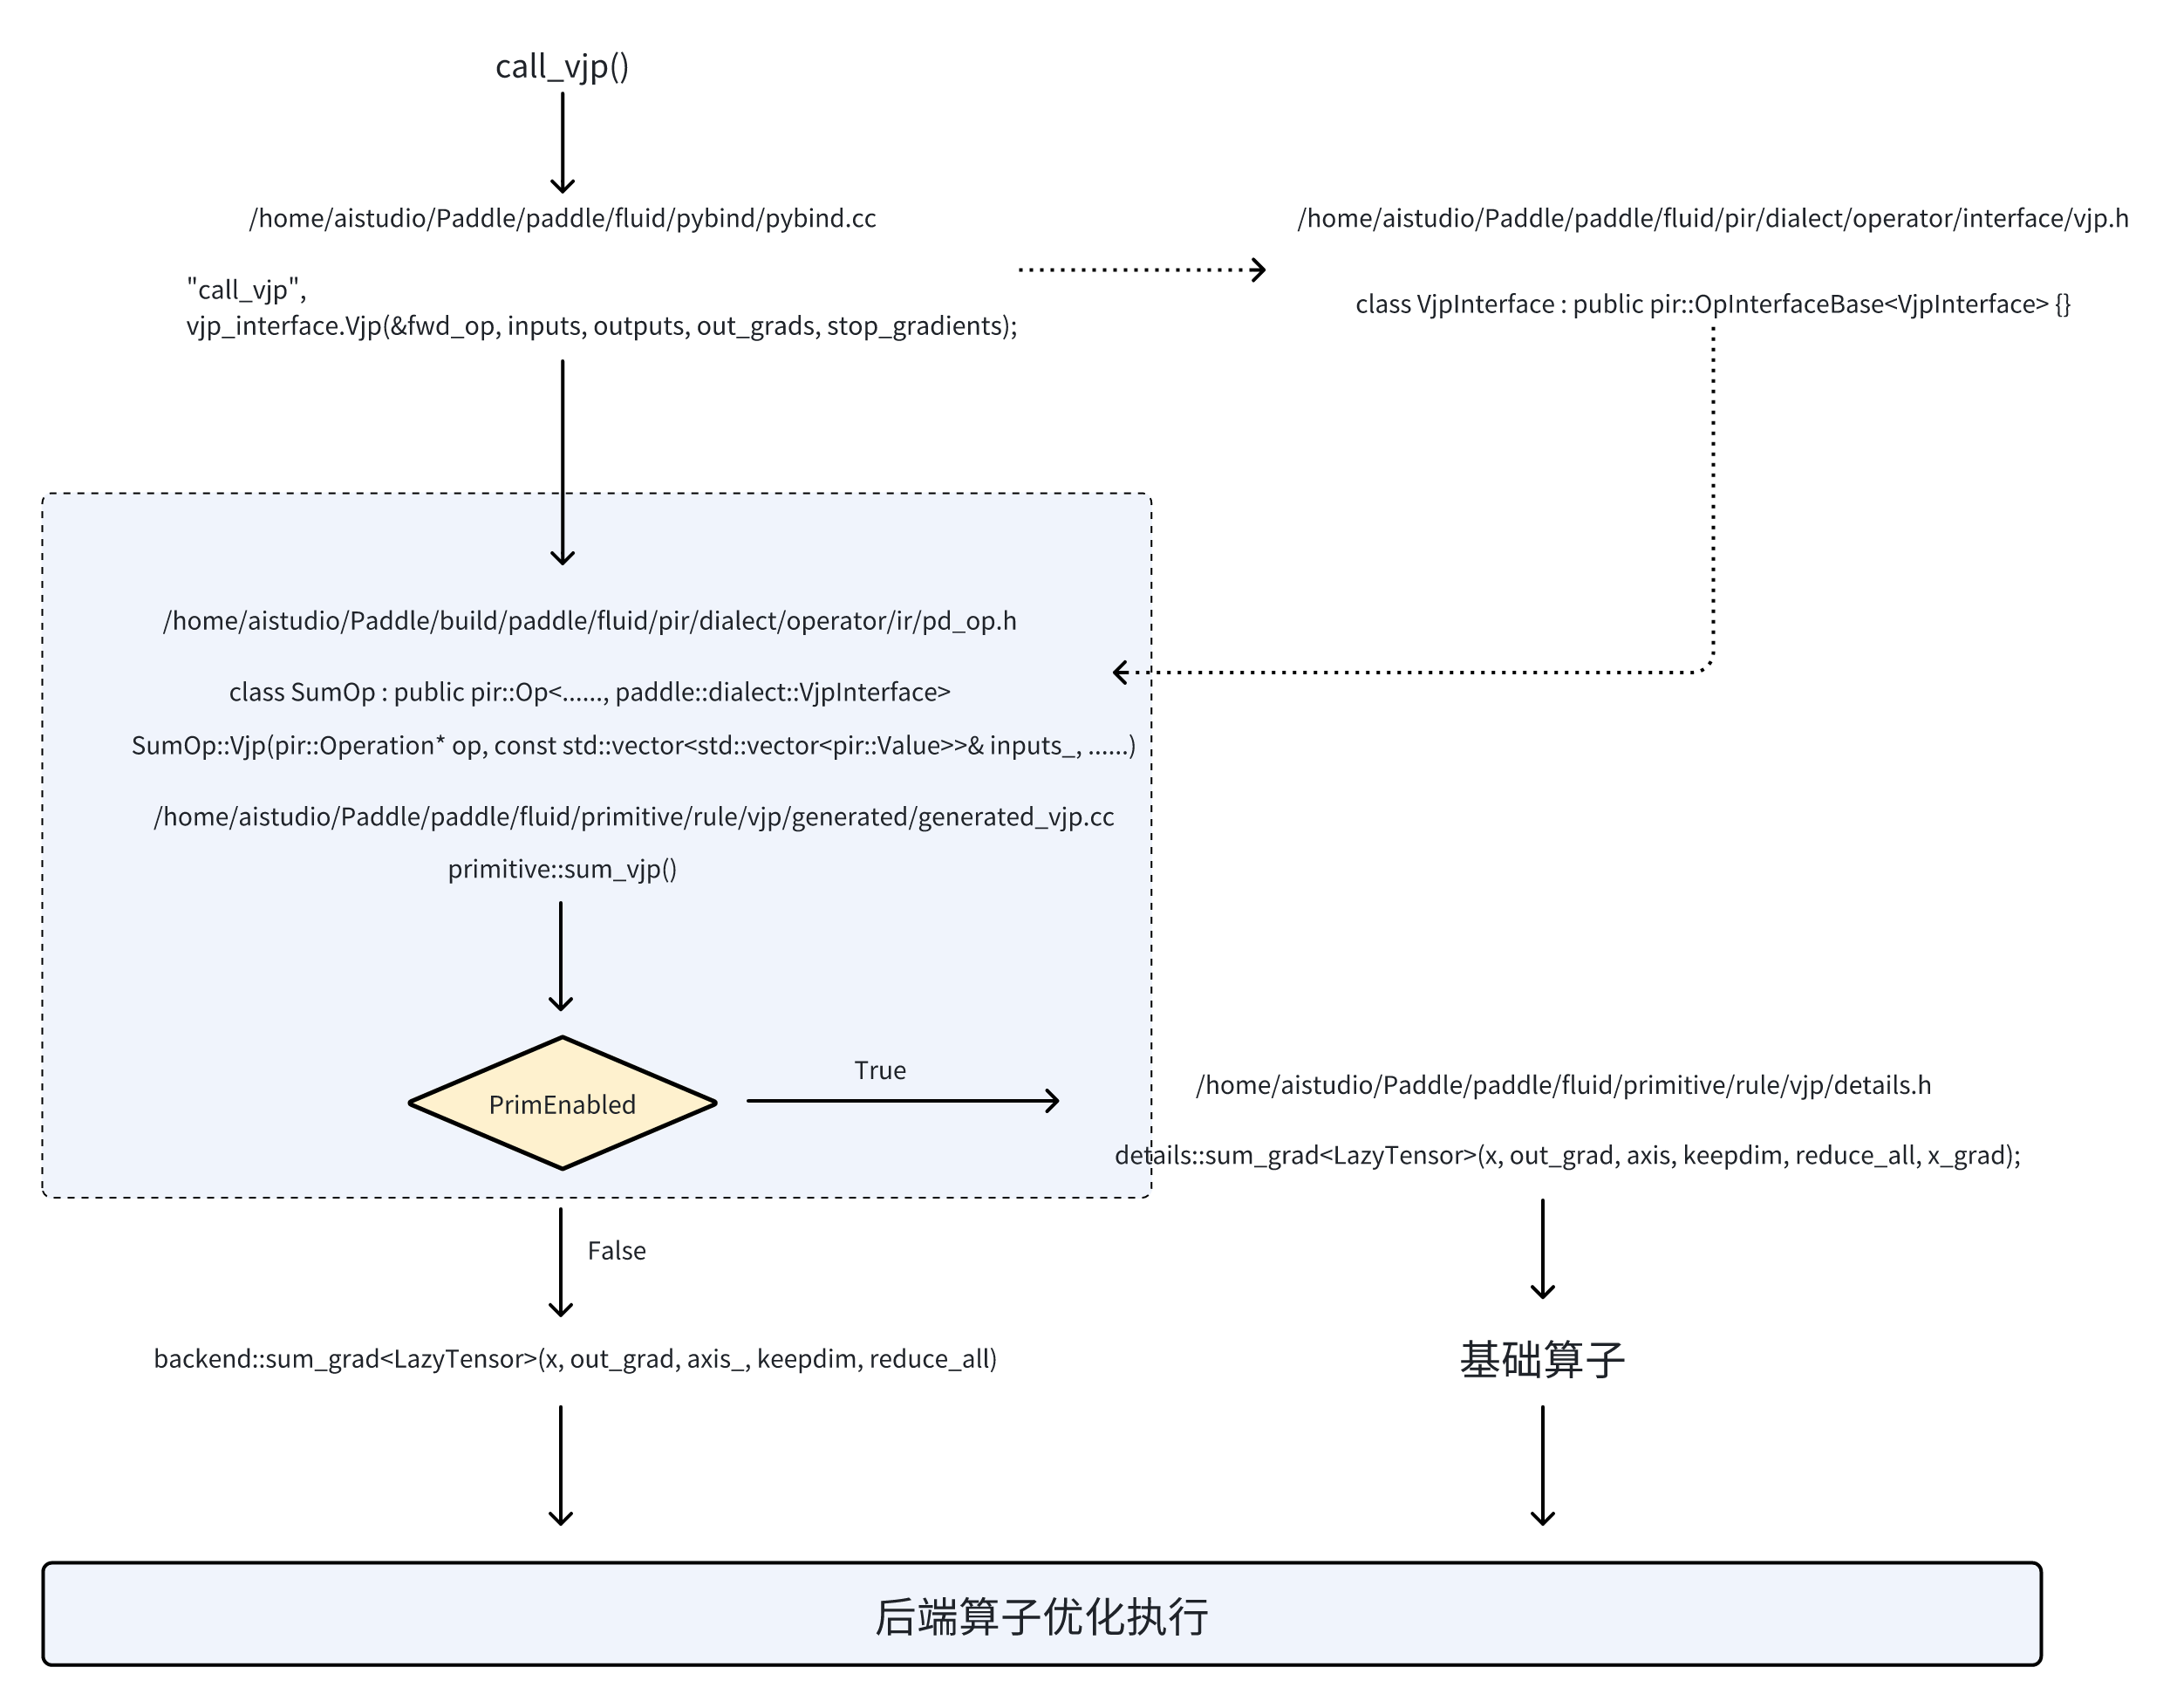 call_vjp()
/home/aistudio/Paddle/paddle/fluid/pybind/pybind.cc
"call_vjp",
vjp_interface.Vjp(&fwd_op, inputs, outputs, out_grads, stop_gradients);
/home/aistudio/Paddle/paddle/fluid/pir/dialect/operator/interface/vjp.h
class VjpInterface : public pir::OpInterfaceBase<VjpInterface> {}
/home/aistudio/Paddle/build/paddle/fluid/pir/dialect/operator/ir/pd_op.h
class SumOp : public pir::Op<......, paddle::dialect::VjpInterface>
SumOp::Vjp(pir::Operation* op, const std::vector<std::vector<pir::Value>>& inputs_, ......)
/home/aistudio/Paddle/paddle/fluid/primitive/rule/vjp/generated/generated_vjp.cc
primitive::sum_vjp()
PrimEnabled
True
/home/aistudio/Paddle/paddle/fluid/primitive/rule/vjp/details.h
details::sum_grad<LazyTensor>(x, out_grad, axis, keepdim, reduce_all, x_grad);
False
backend::sum_grad<LazyTensor>(x, out_grad, axis_, keepdim, reduce_all)
基础算子
后端算子优化执行